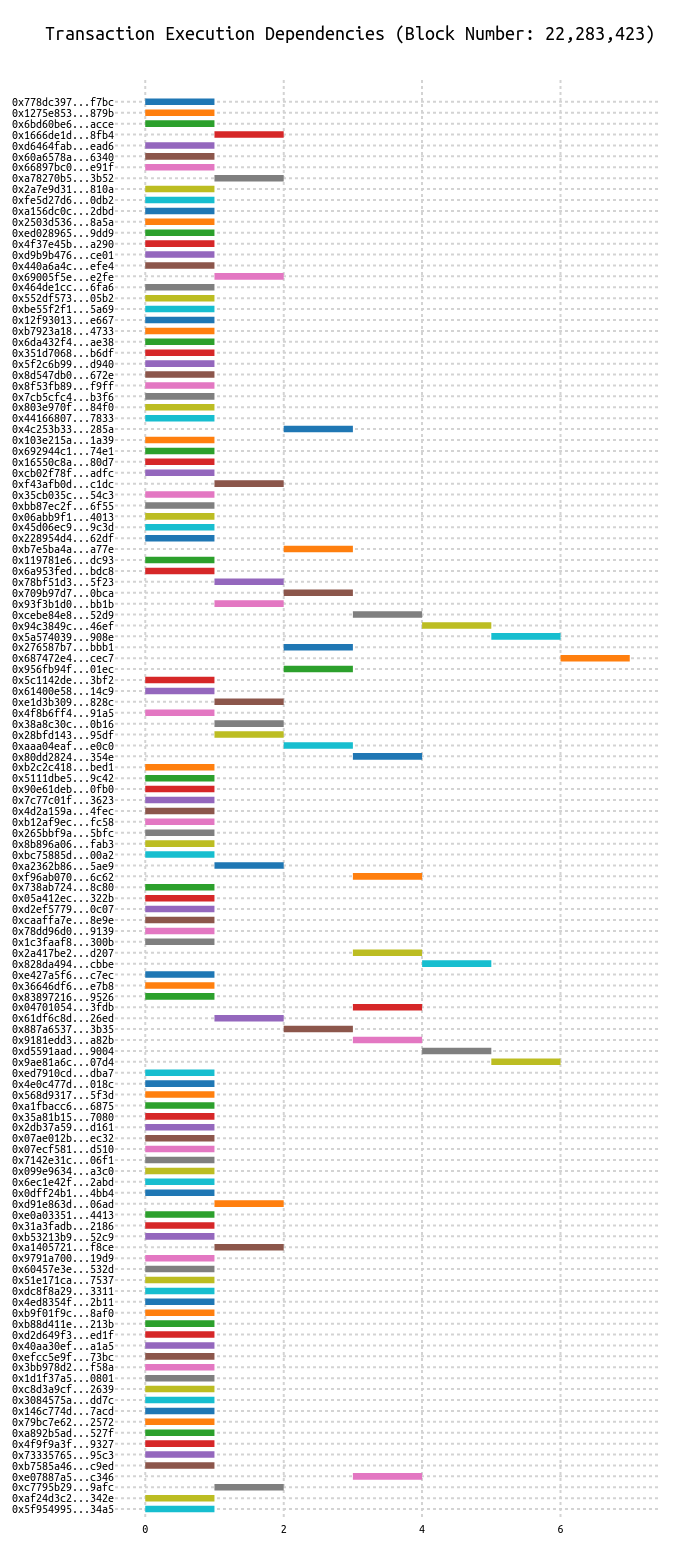 Transaction Execution Dependencies (Block Number: 22,283,423)
0x778dc397...f7bc
0x1275e853...879b
0x6bd60be6...acce
0x1666de1d...8fb4
0xd6464fab...ead6
0x60a6578a...6340
0x66897bc0...e91f
0xa78270b5...3b52
0x2a7e9d31...810a
0xfe5d27d6...0db2
0xa156dc0c...2dbd
0x2503d536...8a5a
0xed028965...9dd9
0x4f37e45b...a290
0xd9b9b476...ce01
0x440a6a4c...efe4
0x69005f5e...e2fe
0x464de1cc...6fa6
0x552df573...05b2
0xbe55f2f1...5a69
0x12f93013...e667
0xb7923a18...4733
0x6da432f4...ae38
0x351d7068...b6df
0x5f2c6b99...d940
0x8d547db0...672e
0x8f53fb89...f9ff
0x7cb5cfc4...b3f6
0x803e970f...84f0
0x44166807...7833
0x4c253b33...285a
0x103e215a...1a39
0x692944c1...74e1
0x16550c8a...80d7
0xcb02f78f...adfc
0xf43afb0d...c1dc
0x35cb035c...54c3
0xbb87ec2f...6f55
0x06abb9f1...4013
0x45d06ec9...9c3d
0x228954d4...62df
0xb7e5ba4a...a77e
0x119781e6...dc93
0x6a953fed...bdc8
0x78bf51d3...5f23
0x709b97d7...0bca
0x93f3b1d0...bb1b
0xcebe84e8...52d9
0x94c3849c...46ef
0x5a574039...908e
0x276587b7...bbb1
0x687472e4...cec7
0x956fb94f...01ec
0x5c1142de...3bf2
0x61400e58...14c9
0xe1d3b309...828c
0x4f8b6ff4...91a5
0x38a8c30c...0b16
0x28bfd143...95df
0xaaa04eaf...e0c0
0x80dd2824...354e
0xb2c2c418...bed1
0x5111dbe5...9c42
0x90e61deb...0fb0
0x7c77c01f...3623
0x4d2a159a...4fec
0xb12af9ec...fc58
0x265bbf9a...5bfc
0x8b896a06...fab3
0xbc75885d...00a2
0xa2362b86...5ae9
0xf96ab070...6c62
0x738ab724...8c80
0x05a412ec...322b
0xd2ef5779...0c07
0xcaaffa7e...8e9e
0x78dd96d0...9139
0x1c3faaf8...300b
0x2a417be2...d207
0x828da494...cbbe
0xe427a5f6...c7ec
0x36646df6...e7b8
0x83897216...9526
0x04701054...3fdb
0x61df6c8d...26ed
0x887a6537...3b35
0x9181edd3...a82b
0xd5591aad...9004
0x9ae81a6c...07d4
0xed7910cd...dba7
0x4e0c477d...018c
0x568d9317...5f3d
0xa1fbacc6...6875
0x35a81b15...7080
0x2db37a59...d161
0x07ae012b...ec32
0x07ecf581...d510
0x7142e31c...06f1
0x099e9634...a3c0
0x6ec1e42f...2abd
0x0dff24b1...4bb4
0xd91e863d...06ad
0xe0a03351...4413
0x31a3fadb...2186
0xb53213b9...52c9
0xa1405721...f8ce
0x9791a700...19d9
0x60457e3e...532d
0x51e171ca...7537
0xdc8f8a29...3311
0x4ed8354f...2b11
0xb9f01f9c...8af0
0xb88d411e...213b
0xd2d649f3...ed1f
0x40aa30ef...a1a5
0xefcc5e9f...73bc
0x3bb978d2...f58a
0x1d1f37a5...0801
0xc8d3a9cf...2639
0x3084575a...dd7c
0x146c774d...7acd
0x79bc7e62...2572
0xa892b5ad...527f
0x4f9f9a3f...9327
0x73335765...95c3
0xb7585a46...c9ed
0xe07887a5...c346
0xc7795b29...9afc
0xaf24d3c2...342e
0x5f954995...34a5
0 2 4 6